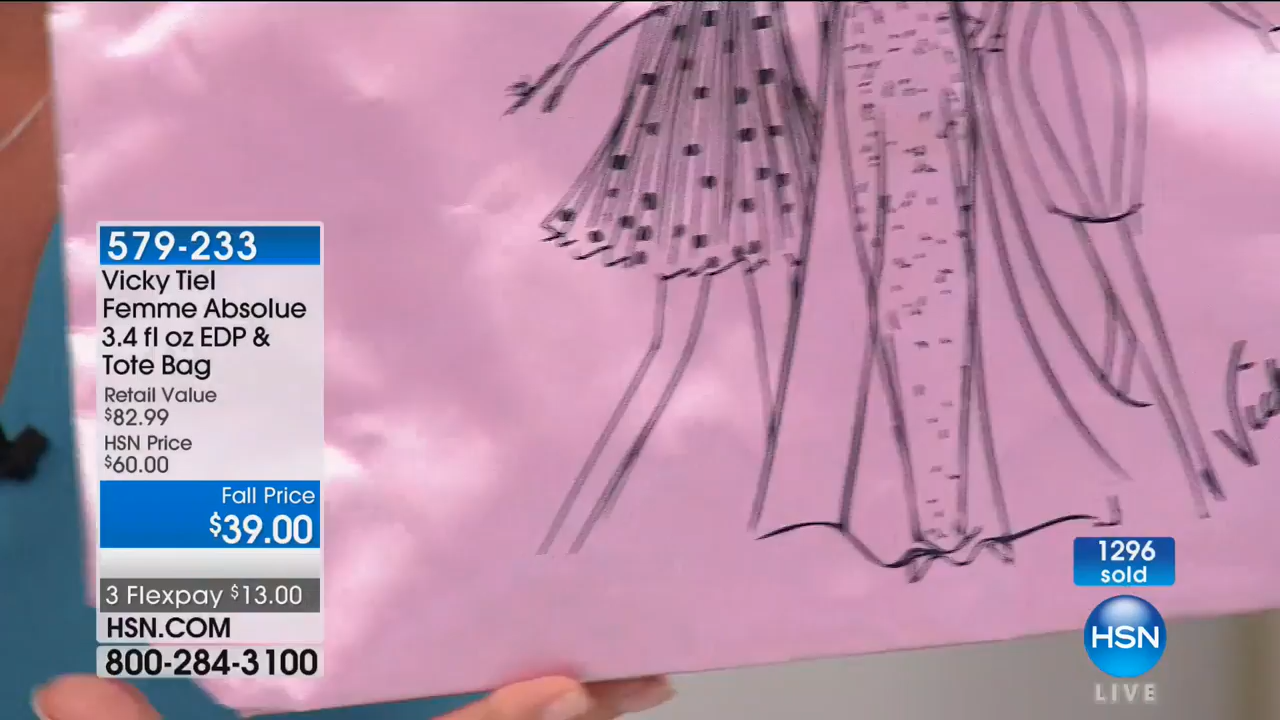 579-233
Vicky Tiel
Femme Absolue
3.4 fl oz EDP &
Tote Bag
Retail Value
$82.99
HSN Price
$60.00
Fall Price
$39.00
3 Flexpay $13.00
HSN.COM
800-284-3100
1296
sold
HSN
LIVE